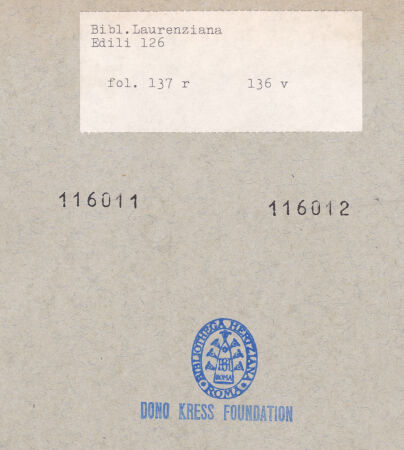 Bibl.Laurenziana
Edili 126
fol. 137 r 136 v
116011 116012
BIBLIOTHECA HERTZIANA
ROMA
DONO KRESS FOUNDATION